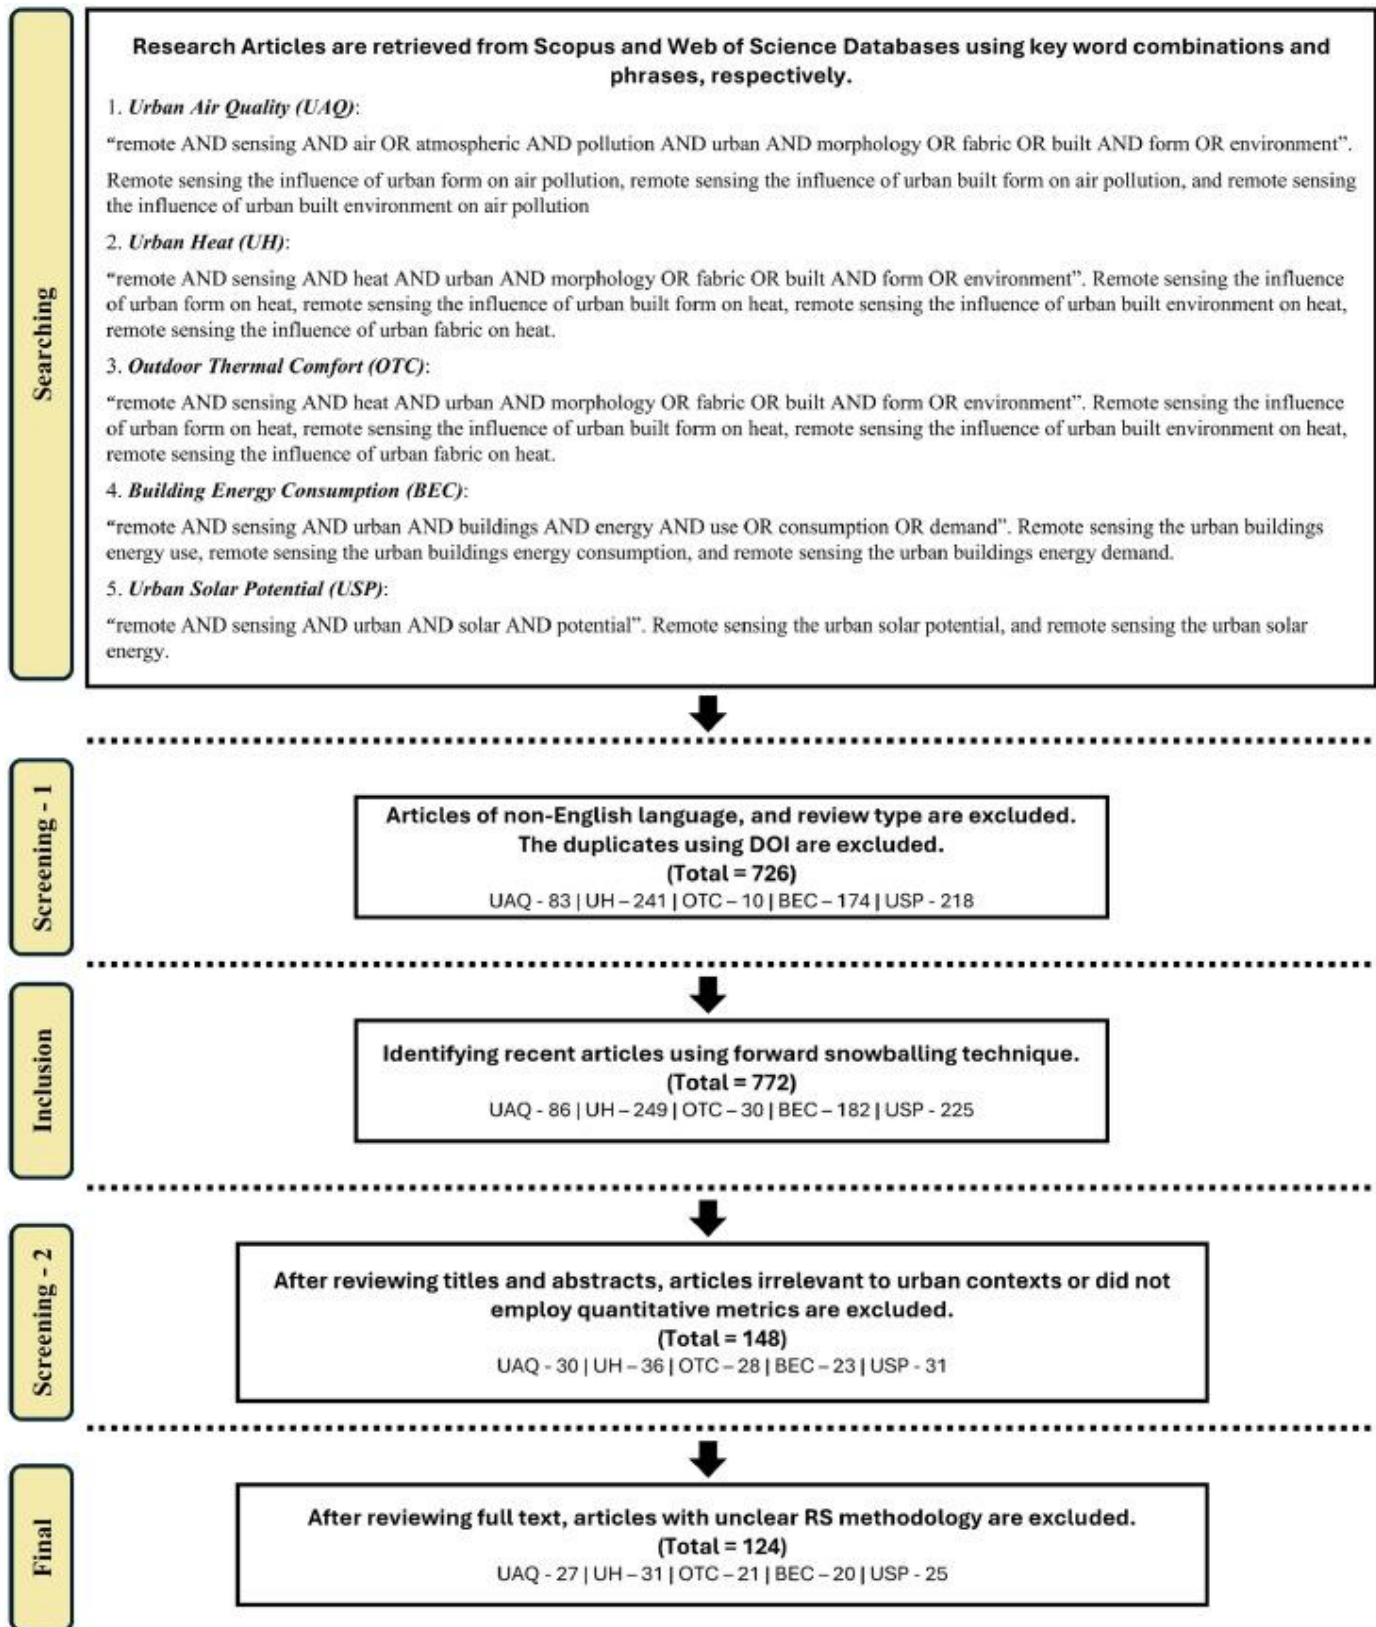 Searching
Research Articles are retrieved from Scopus and Web of Science Databases using key word combinations and
phrases, respectively.
1. Urban Air Quality (UAQ):
“remote AND sensing AND air OR atmospheric AND pollution AND urban AND morphology OR fabric OR built AND form OR environment”.
Remote sensing the influence of urban form on air pollution, remote sensing the influence of urban built form on air pollution, and remote sensing
the influence of urban built environment on air pollution
2. Urban Heat (UH):
“remote AND sensing AND heat AND urban AND morphology OR fabric OR built AND form OR environment”. Remote sensing the influence
of urban form on heat, remote sensing the influence of urban built form on heat, remote sensing the influence of urban built environment on heat,
remote sensing the influence of urban fabric on heat.
3. Outdoor Thermal Comfort (OTC):
“remote AND sensing AND heat AND urban AND morphology OR fabric OR built AND form OR environment”. Remote sensing the influence
of urban form on heat, remote sensing the influence of urban built form on heat, remote sensing the influence of urban built environment on heat,
remote sensing the influence of urban fabric on heat.
4. Building Energy Consumption (BEC):
“remote AND sensing AND urban AND buildings AND energy AND use OR consumption OR demand”. Remote sensing the urban buildings
energy use, remote sensing the urban buildings energy consumption, and remote sensing the urban buildings energy demand.
5. Urban Solar Potential (USP):
“remote AND sensing AND urban AND solar AND potential”. Remote sensing the urban solar potential, and remote sensing the urban solar
energy.
Screening - 1
Articles of non-English language, and review type are excluded.
The duplicates using DOI are excluded.
(Total = 726)
UAQ - 83 | UH – 241 | OTC – 10 | BEC – 174 | USP - 218
Inclusion
Identifying recent articles using forward snowballing technique.
(Total = 772)
UAQ - 86 | UH – 249 | OTC – 30 | BEC – 182 | USP - 225
Screening - 2
After reviewing titles and abstracts, articles irrelevant to urban contexts or did not
employ quantitative metrics are excluded.
(Total = 148)
UAQ - 30 | UH – 36 | OTC – 28 | BEC – 23 | USP - 31
Final
After reviewing full text, articles with unclear RS methodology are excluded.
(Total = 124)
UAQ - 27 | UH – 31 | OTC – 21 | BEC – 20 | USP - 25